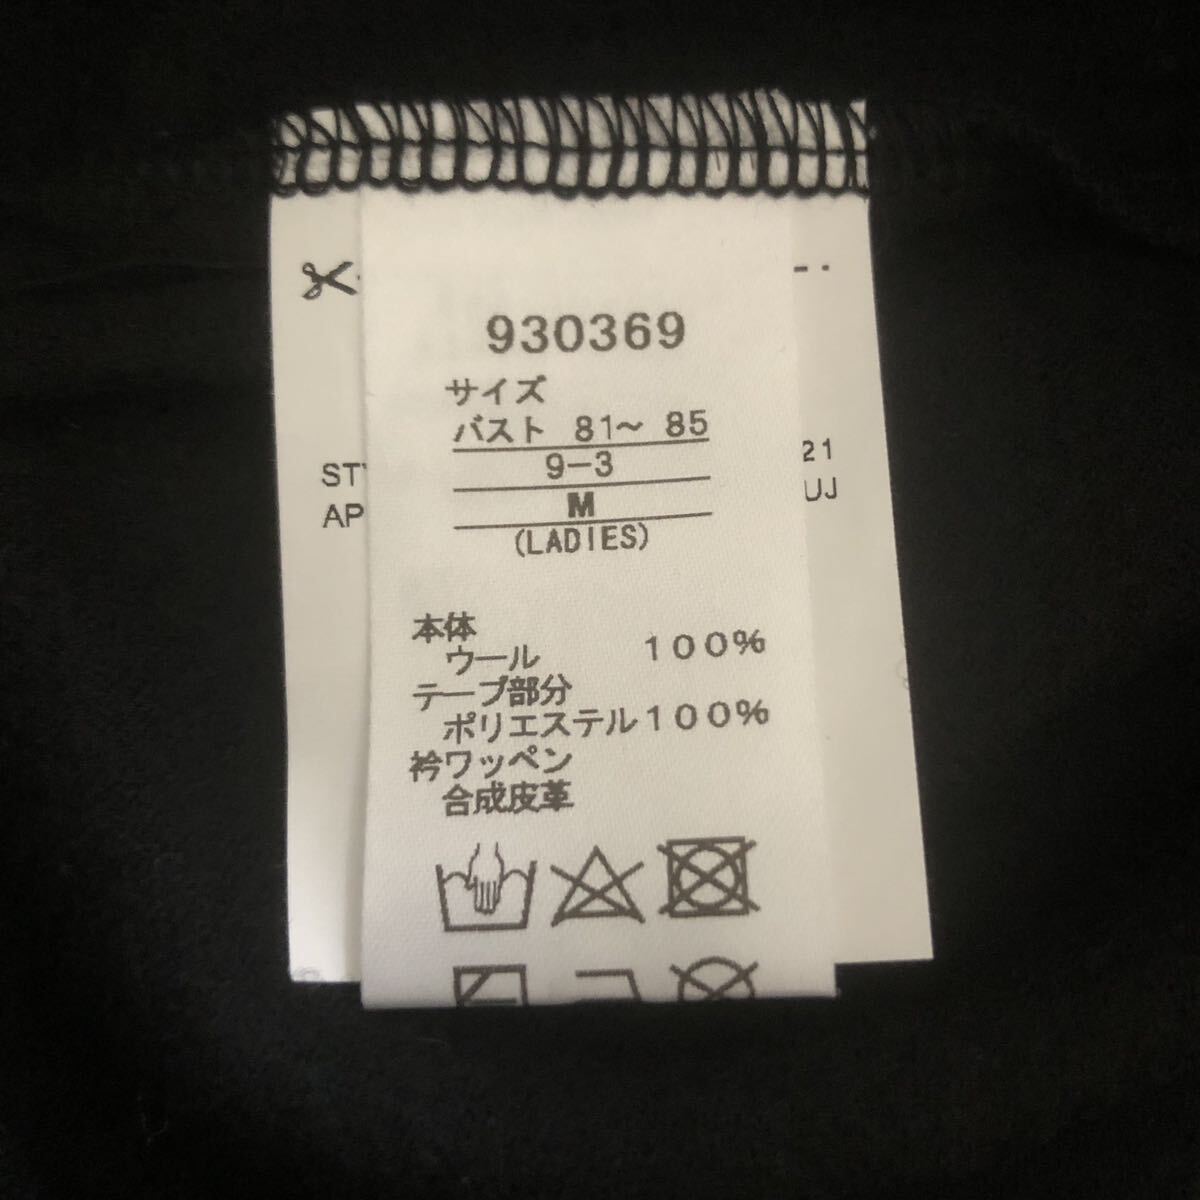 930369
サイズ
バスト 81～ 85
9-3
M
(LADIES)
本体
ウール 100%
テープ部分
ポリエステル100%
衿ワッペン
合成皮革
21
UJ
AP